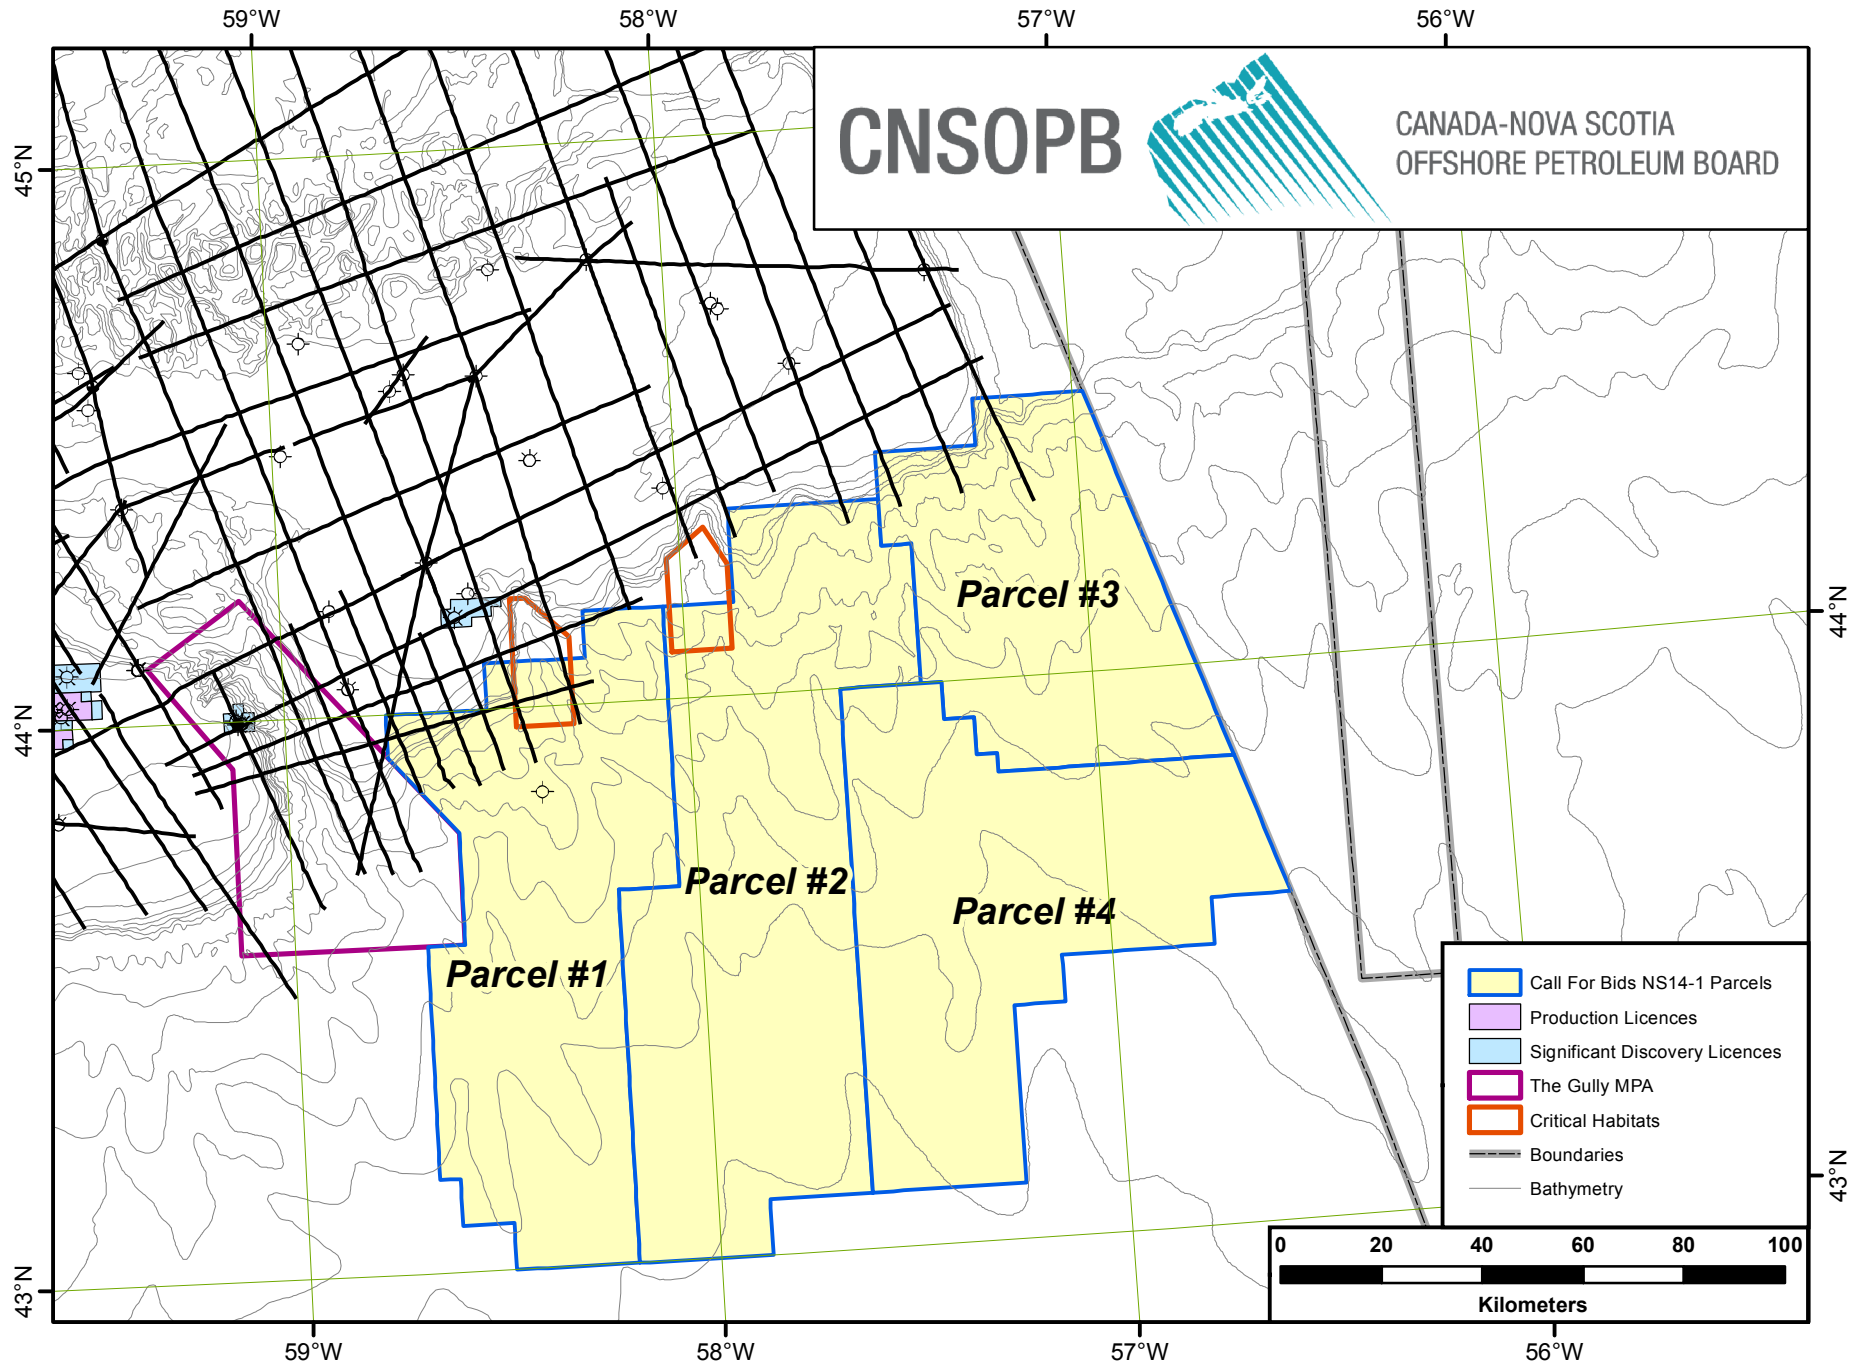 59°W
58°W
57°W
56°W
CNSOPB
CANADA-NOVA SCOTIA
OFFSHORE PETROLEUM BOARD
45°N
44°N
43°N
44°N
43°N
Parcel #3
Parcel #2
Parcel #4
Parcel #1
Call For Bids NS14-1 Parcels
Production Licences
Significant Discovery Licences
The Gully MPA
Critical Habitats
Boundaries
Bathymetry
0 20 40 60 80 100
Kilometers
59°W
58°W
57°W
56°W